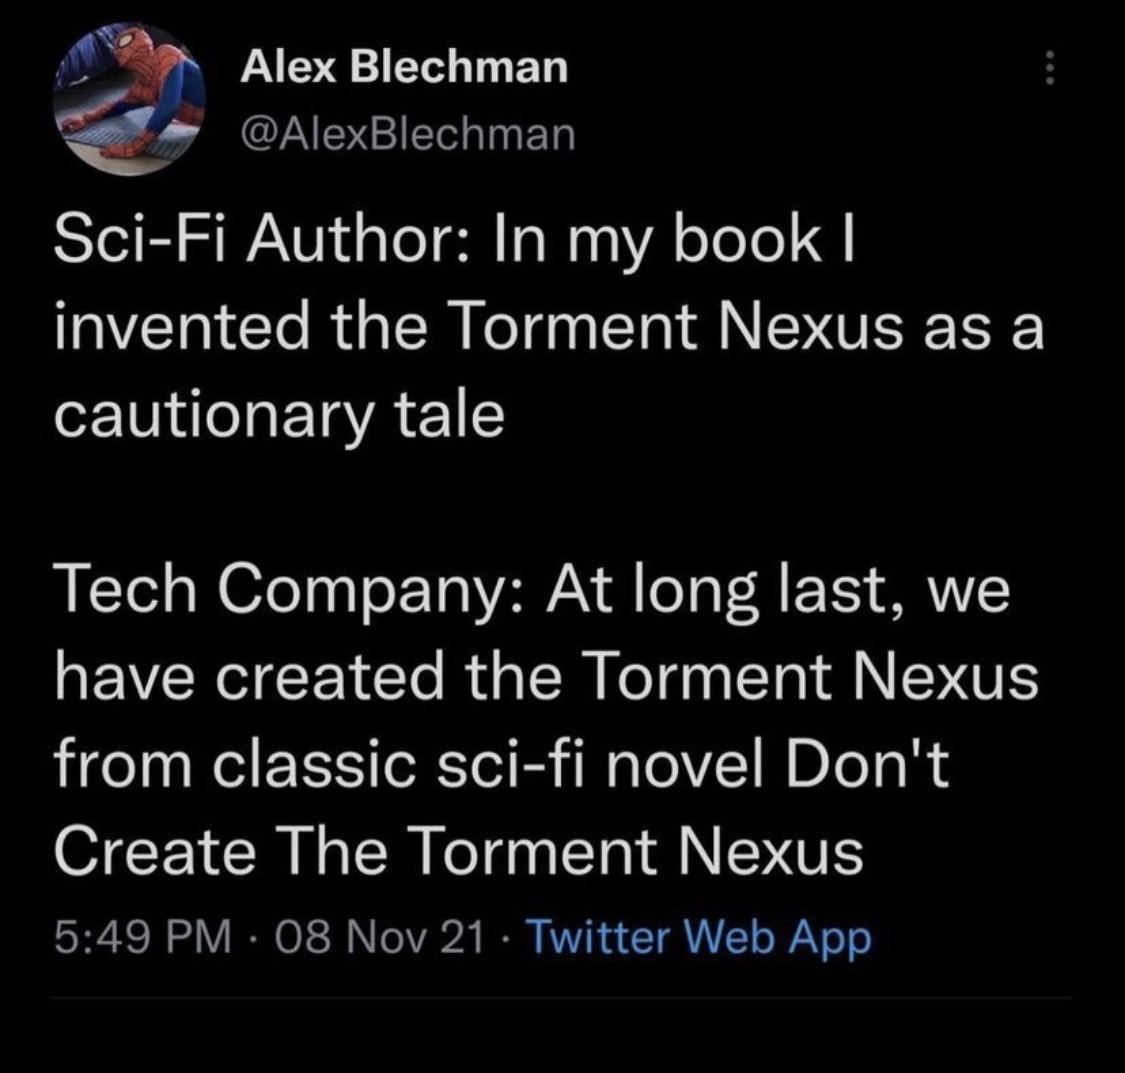 Alex Blechman
@AlexBlechman
Sci-Fi Author: In my book I
invented the Torment Nexus as a
cautionary tale
Tech Company: At long last, we
have created the Torment Nexus
from classic sci-fi novel Don't
Create The Torment Nexus
5:49 PM · 08 Nov 21 · Twitter Web App